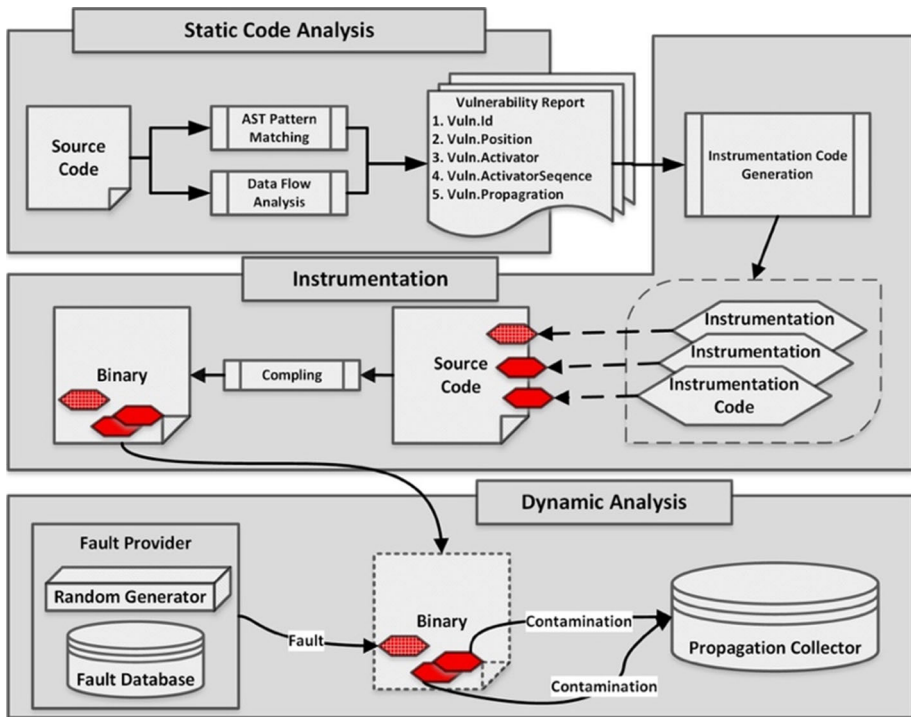 Static Code Analysis
Source
Code
AST Pattern
Matching
Data Flow
Analysis
Vulnerability Report
1. Vuln.Id
2. Vuln.Position
3. Vuln.Activator
4. Vuln.ActivatorSeqence
5. Vuln.Propagration
Instrumentation Code
Generation
Instrumentation
Binary
Compling
Source
Code
Instrumentation
Instrumentation
Instrumentation
Code
Dynamic Analysis
Fault Provider
Random Generator
Fault Database
Fault
Binary
Contamination
Contamination
Propagation Collector